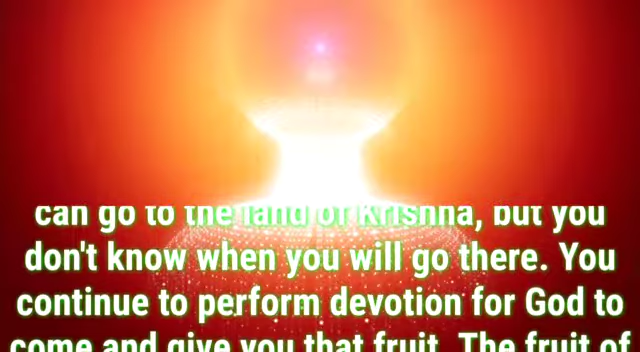 can go to the land of Krishna, but you
don't know when you will go there. You
continue to perform devotion for God to
come and give you that fruit. The fruit of